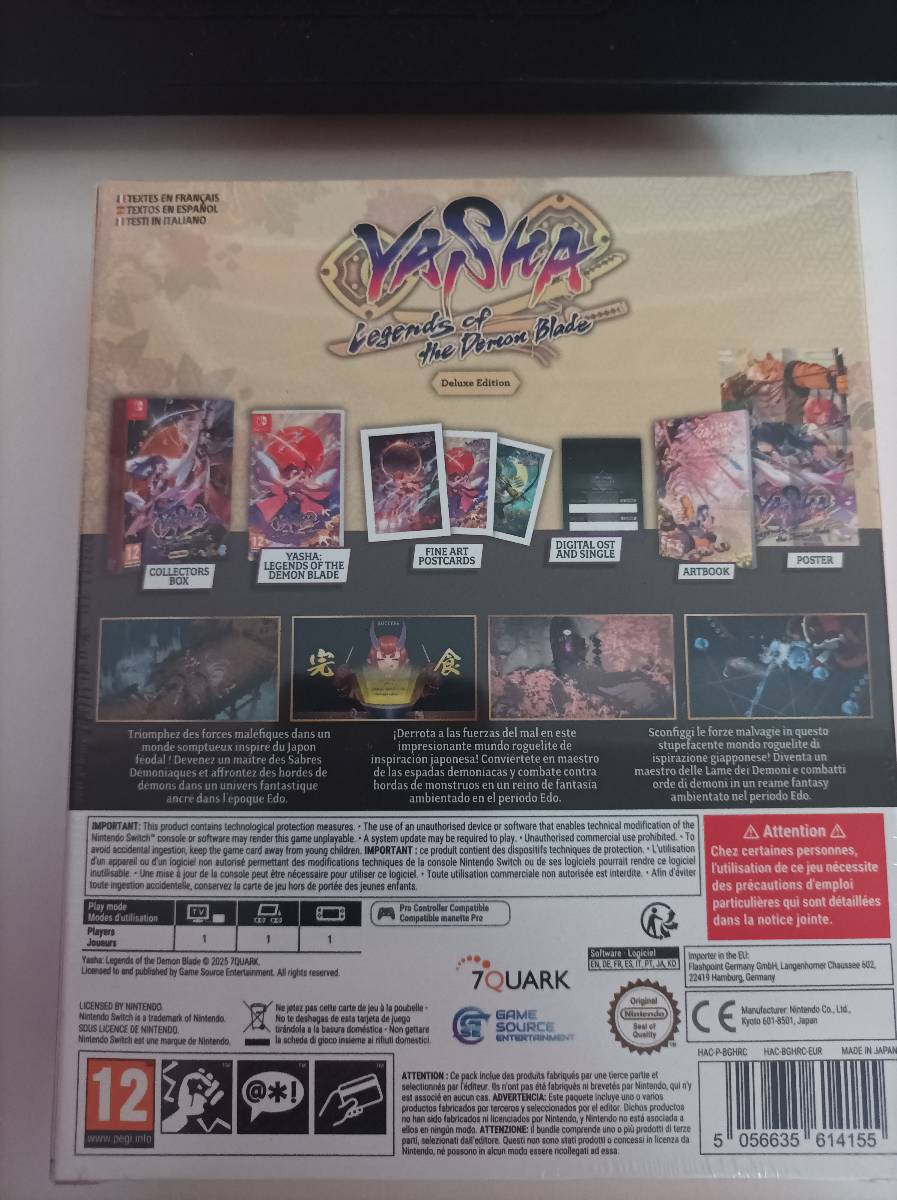 TEXTES EN FRANÇAIS
TEXTOS EN ESPAÑOL
TESTI IN ITALIANO
YASHA
Legends of
the Demon Blade
Deluxe Edition
COLLECTORS
BOX
YASHA:
LEGENDS OF THE
DEMON BLADE
FINE ART
POSTCARDS
DIGITAL OST
AND SINGLE
ARTBOOK
POSTER
SUCCESS
完 食
Triomphez des forces maléfiques dans un
monde somptueux inspiré du Japon
féodal ! Devenez un maître des Sabres
Démoniaques et affrontez des hordes de
démons dans un univers fantastique
ancré dans l'époque Edo.
¡Derrota a las fuerzas del mal en este
impresionante mundo roguelite de
inspiración japonesa! Conviértete en maestro
de las espadas demoniacas y combate contra
hordas de monstruos en un reino de fantasía
ambientado en el periodo Edo.
Sconfiggi le forze malvagie in questo
stupefacente mondo roguelite di
ispirazione giapponese! Diventa un
maestro delle Lame dei Demoni e combatti
orde di demoni in un reame fantasy
ambientato nel periodo Edo.
IMPORTANT: This product contains technological protection measures. • The use of an unauthorised device or software that enables technical modification of the
Nintendo Switch™ console or software may render this game unplayable. • A system update may be required to play. • Unauthorised commercial use prohibited. • To
avoid accidental ingestion, keep the game card away from young children. IMPORTANT : ce produit contient des dispositifs techniques de protection. • L'utilisation
d'un appareil ou d'un logiciel non autorisé permettant des modifications techniques de la console Nintendo Switch ou de ses logiciels pourrait rendre ce logiciel
inutilisable. • Une mise à jour de la console peut être nécessaire pour utiliser ce logiciel. • Toute utilisation commerciale non autorisée est interdite. • Afin d'éviter
toute ingestion accidentelle, conservez la carte de jeu hors de portée des jeunes enfants.
Attention
Chez certaines personnes,
l'utilisation de ce jeu nécessite
des précautions d'emploi
particulières qui sont détaillées
dans la notice jointe.
Play mode
Modes d'utilisation
TV
Players
Joueurs
1 1 1
Pro Controller Compatible
Compatible manette Pro
Yasha: Legends of the Demon Blade © 2025 7QUARK.
Licensed to and published by Game Source Entertainment. All rights reserved.
7QUARK
Software · Logiciel
EN, DE, FR, ES, IT, PT, JA, KO
Importer in the EU:
Flashpoint Germany GmbH, Langenhorner Chaussee 602,
22419 Hamburg, Germany
LICENSED BY NINTENDO.
Nintendo Switch is a trademark of Nintendo.
SOUS LICENCE DE NINTENDO.
Nintendo Switch est une marque de Nintendo.
Ne jetez pas cette carte de jeu à la poubelle •
No te deshagas de esta tarjeta de juego
tirándola a la basura doméstica • Non gettare
la scheda di gioco insieme ai rifiuti domestici.
GAME
SOURCE
ENTERTAINMENT
Original
Nintendo
Seal of
Quality
CE
Manufacturer: Nintendo Co., Ltd.,
Kyoto 601-8501, Japan
HAC-P-BGHRC HAC-BGHRC-EUR MADE IN JAPAN
12
www.pegi.info
@*!
ATTENTION : Ce pack inclue des produits fabriqués par une tierce partie et
selectionnés par l'éditeur. Ils n'ont pas été fabriqués ni brevetés par Nintendo, qui n'y
est associé en aucun cas. ADVERTENCIA: Este paquete incluye uno o varios
productos fabricados por terceros y seleccionados por el editor. Dichos productos
no han sido fabricados ni licenciados por Nintendo, y Nintendo no está asociada a
ellos en ningún modo. ATTENZIONE: il bundle comprende uno o più prodotti di terze
parti, selezionati dall'editore. Questi non sono stati prodotti o concessi in licenza da
Nintendo, né possono in alcun modo essere ricollegati ad essa.
5 056635 614155